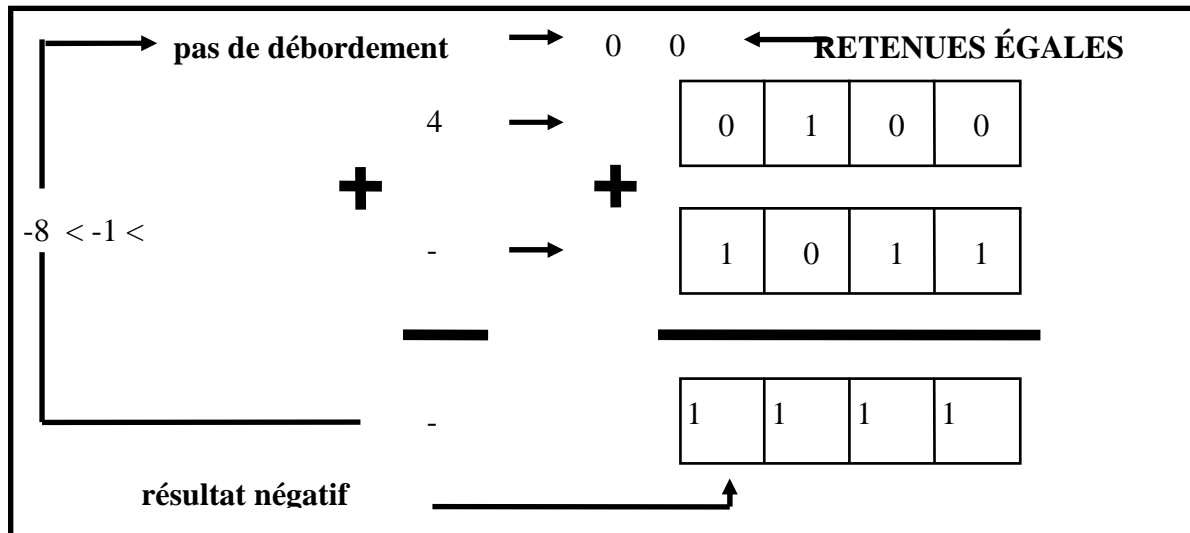 pas de débordement 0 0 RETENUES ÉGALES
4 0 1 0 0
+ +
-8 < -1 <
- 1 0 1 1
- 1 1 1 1
résultat négatif